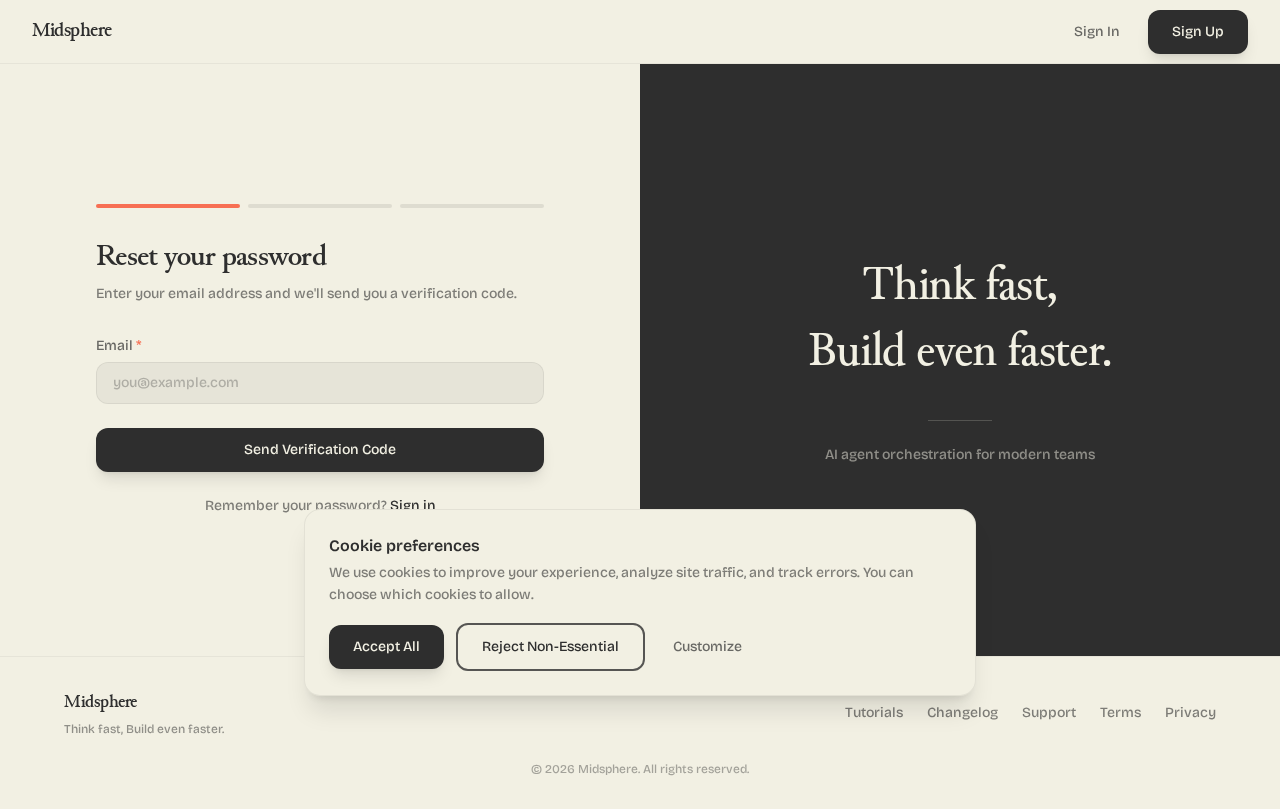 Midsphere
Sign In
Sign Up
Reset your password
Enter your email address and we'll send you a verification code.
Email *
you@example.com
Send Verification Code
Remember your password? Sign in
Think fast,
Build even faster.
AI agent orchestration for modern teams
Cookie preferences
We use cookies to improve your experience, analyze site traffic, and track errors. You can
choose which cookies to allow.
Accept All
Reject Non-Essential
Customize
Midsphere
Think fast, Build even faster.
Tutorials
Changelog
Support
Terms
Privacy
© 2026 Midsphere. All rights reserved.